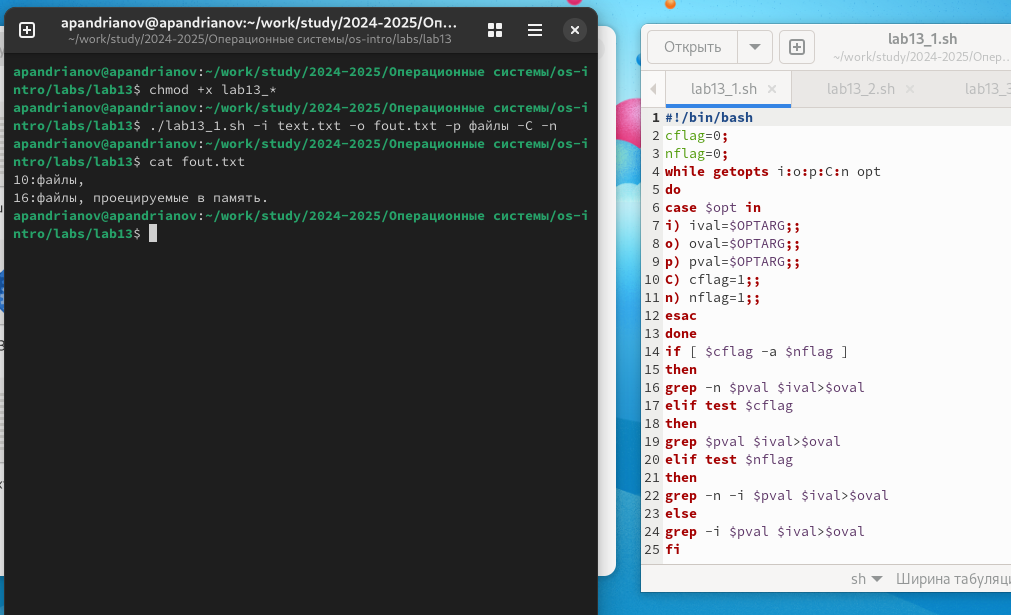 apandrianov@apandrianov:~/work/study/2024-2025/Оп...
~/work/study/2024-2025/Операционные системы/os-intro/labs/lab13
apandrianov@apandrianov:~/work/study/2024-2025/Операционные системы/os-i
ntro/labs/lab13$ chmod +x lab13_*
apandrianov@apandrianov:~/work/study/2024-2025/Операционные системы/os-i
ntro/labs/lab13$ ./lab13_1.sh -i text.txt -o fout.txt -p файлы -C -n
apandrianov@apandrianov:~/work/study/2024-2025/Операционные системы/os-i
ntro/labs/lab13$ cat fout.txt
10:файлы,
16:файлы, проецируемые в память.
apandrianov@apandrianov:~/work/study/2024-2025/Операционные системы/os-i
ntro/labs/lab13$
Открыть
lab13_1.sh
~/work/study/2024-2025/Опер...
lab13_1.sh × lab13_2.sh × lab13_3
1 #!/bin/bash
2 cflag=0;
3 nflag=0;
4 while getopts i:o:p:C:n opt
5 do
6 case $opt in
7 i) ival=$OPTARG;;
8 o) oval=$OPTARG;;
9 p) pval=$OPTARG;;
10 C) cflag=1;;
11 n) nflag=1;;
12 esac
13 done
14 if [ $cflag -a $nflag ]
15 then
16 grep -n $pval $ival>$oval
17 elif test $cflag
18 then
19 grep $pval $ival>$oval
20 elif test $nflag
21 then
22 grep -n -i $pval $ival>$oval
23 else
24 grep -i $pval $ival>$oval
25 fi
sh Ширина табуляц